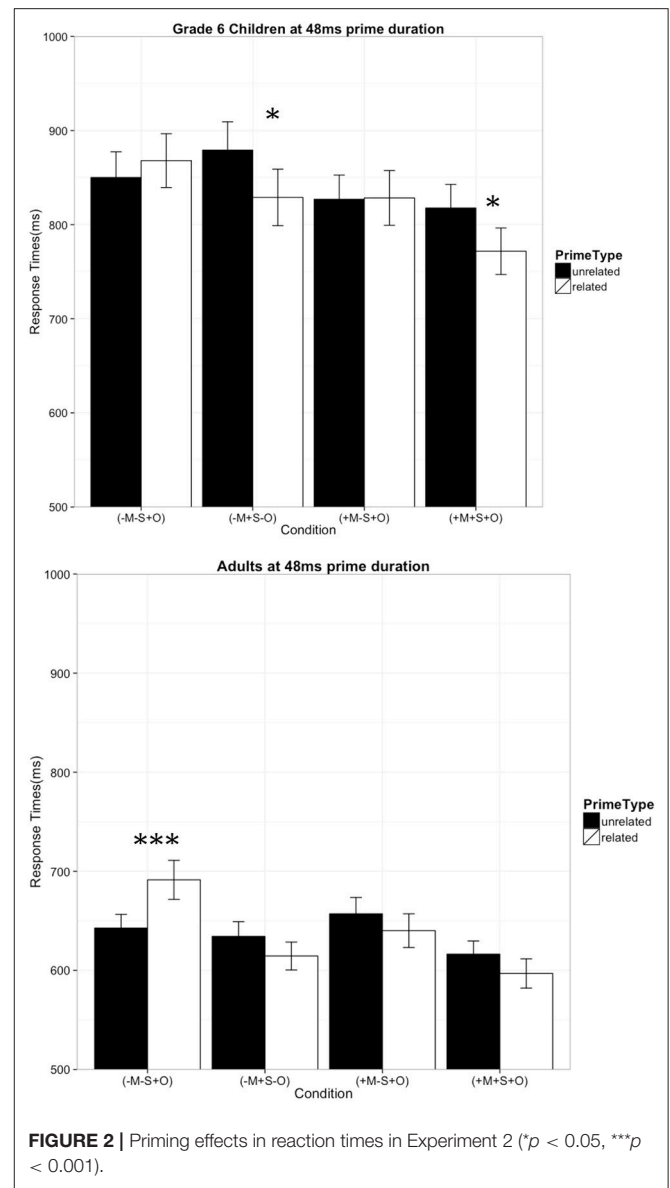 Grade 6 Children at 48ms prime duration
1000
900
800
700
600
500
Response Times(ms)
*
*
(-M-S+O) (-M+S-O) (+M-S+O) (+M+S+O)
Condition
PrimeType
unrelated
related
Adults at 48ms prime duration
1000
900
800
700
600
500
Response Times(ms)
***
(-M-S+O) (-M+S-O) (+M-S+O) (+M+S+O)
Condition
PrimeType
unrelated
related
FIGURE 2 | Priming effects in reaction times in Experiment 2 (*p < 0.05, ***p
< 0.001).